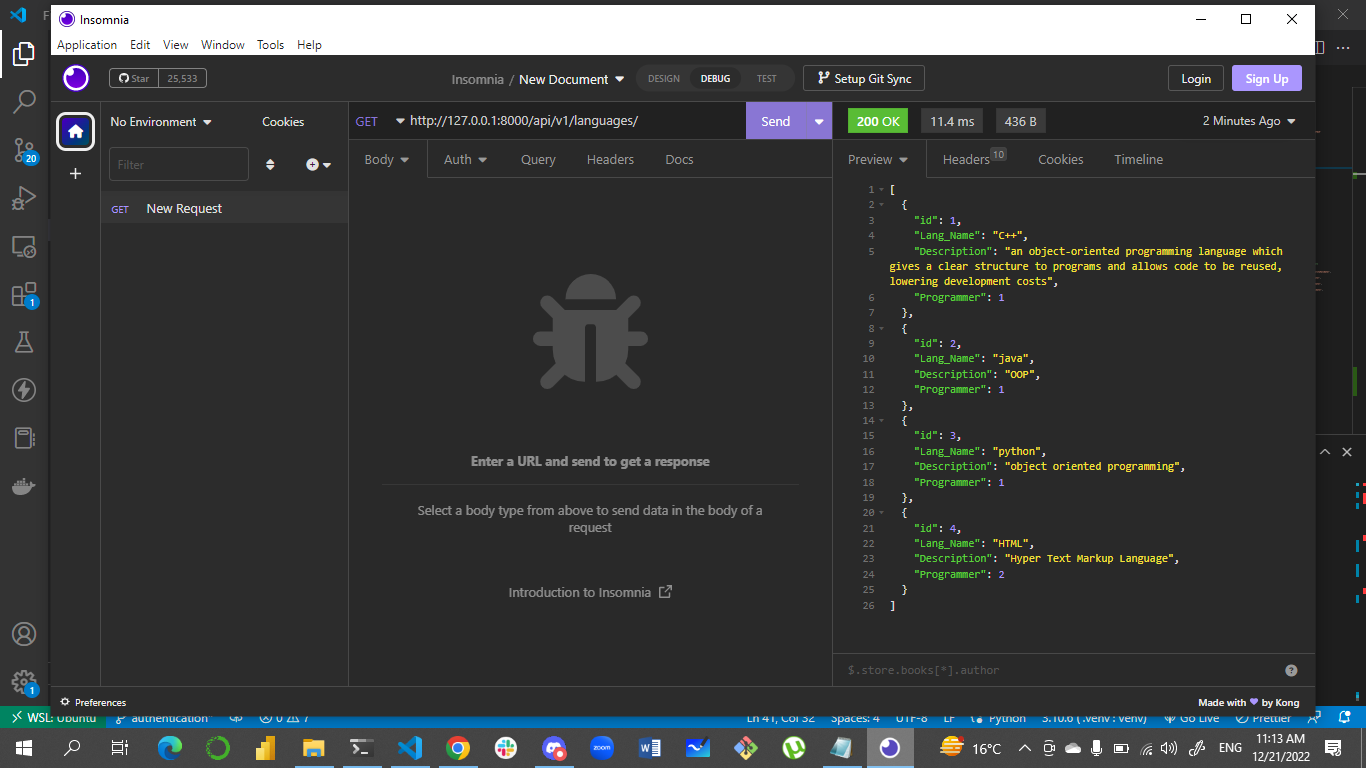 Insomnia
Application Edit View Window Tools Help
Star 25,533
Insomnia / New Document
DESIGN DEBUG TEST
Setup Git Sync
Login Sign Up
No Environment Cookies
Filter
GET New Request
GET http://127.0.0.1:8000/api/v1/languages/ Send
200 OK 11.4 ms 436 B 2 Minutes Ago
Body Auth Query Headers Docs
Enter a URL and send to get a response
Select a body type from above to send data in the body of a
request
Introduction to Insomnia
Preview Headers 10 Cookies Timeline
1 [
2 {
3 "id": 1,
4 "Lang_Name": "C++",
5 "Description": "an object-oriented programming language which
gives a clear structure to programs and allows code to be reused,
lowering development costs",
6 "Programmer": 1
7 },
8 {
9 "id": 2,
10 "Lang_Name": "java",
11 "Description": "OOP",
12 "Programmer": 1
13 },
14 {
15 "id": 3,
16 "Lang_Name": "python",
17 "Description": "object oriented programming",
18 "Programmer": 1
19 },
20 {
21 "id": 4,
22 "Lang_Name": "HTML",
23 "Description": "Hyper Text Markup Language",
24 "Programmer": 2
25 }
26 ]
$.store.books[*].author
Preferences
Made with by Kong
20
1
1
WSL: Ubuntu authentication 0 7 Ln 41, Col 32 Spaces: 4 UTF-8 LF Python 3.10.6 ('.venv': venv) Go Live Prettier
zoom
16°C ENG
11:13 AM
12/21/2022